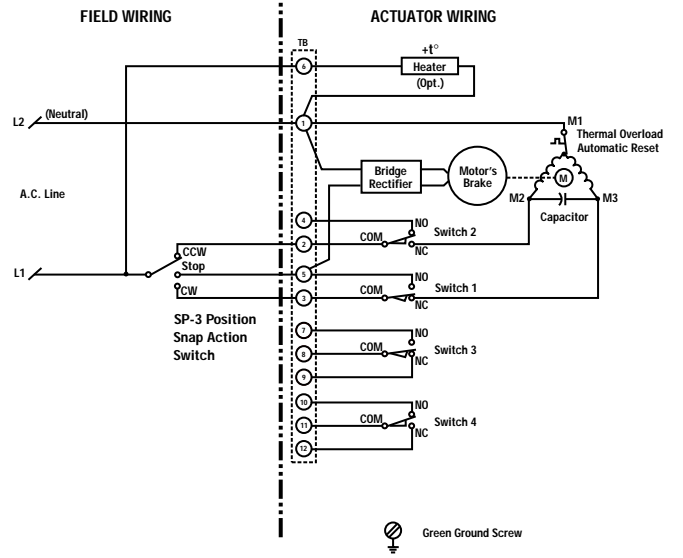 FIELD WIRING
ACTUATOR WIRING
TB
+t°
6
Heater
(Opt.)
L2
(Neutral)
1
M1
Thermal Overload
Automatic Reset
Bridge
Rectifier
Motor's
Brake
M
M2
M3
Capacitor
A.C. Line
4
NO
Switch 2
2
COM
NC
CCW
Stop
L1
5
NO
Switch 1
CW
3
COM
NC
SP-3 Position
Snap Action
Switch
7
NO
Switch 3
8
COM
NC
9
10
NO
Switch 4
11
COM
NC
12
Green Ground Screw